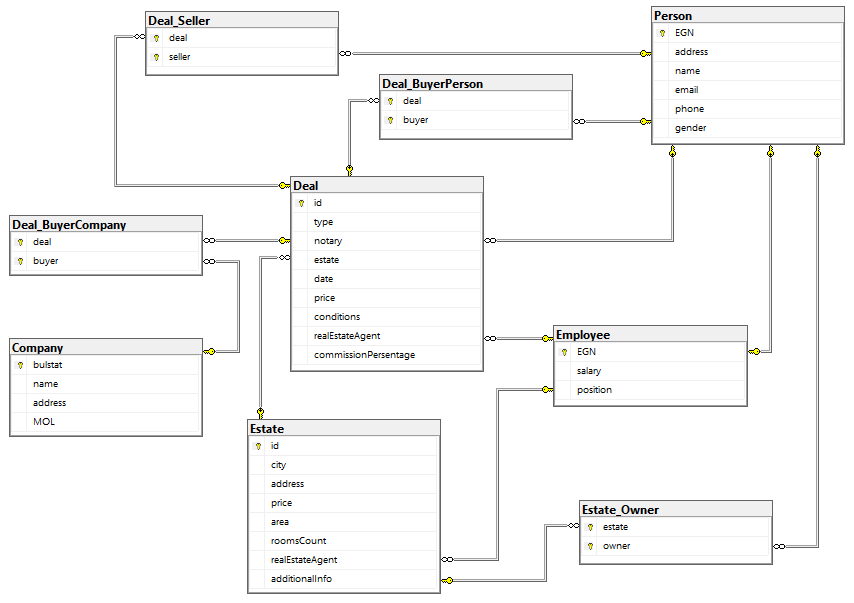 Deal_Seller
deal
seller
Person
EGN
address
name
email
phone
gender
Deal_BuyerPerson
deal
buyer
Deal
id
type
notary
estate
date
price
conditions
realEstateAgent
commissionPersentage
Deal_BuyerCompany
deal
buyer
Company
bulstat
name
address
MOL
Employee
EGN
salary
position
Estate
id
city
address
price
area
roomsCount
realEstateAgent
additionalInfo
Estate_Owner
estate
owner